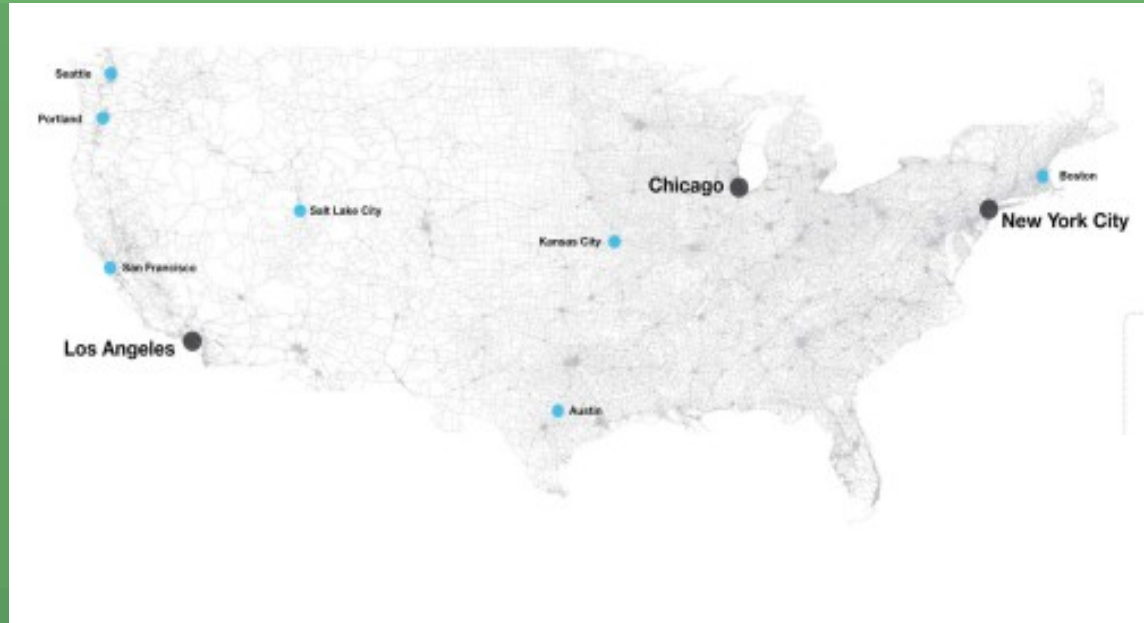 Seattle
Portland
Chicago
Boston
Salt Lake City
New York City
Kansas City
San Francisco
Los Angeles
Austin